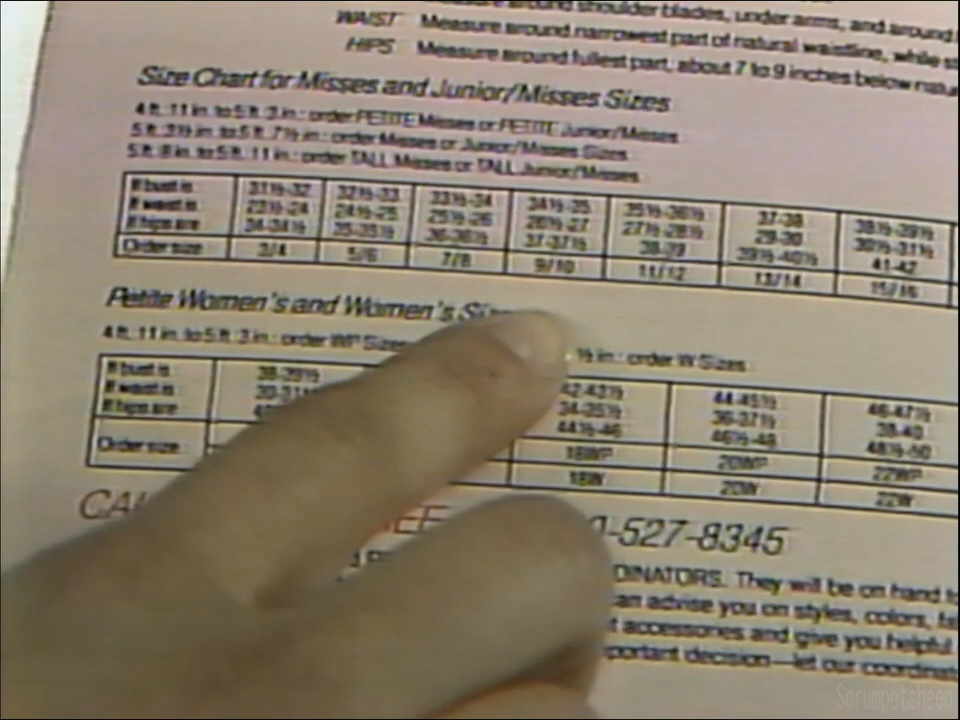 Measure around shoulder blades, under arms, and around
WAIST Measure around narrowest part of natural waistline, while
HIPS Measure around fullest part, about 7 to 9 inches below
Size Chart for Misses and Junior/Misses Sizes
4 ft. 11 in. to 5 ft. 3 in.: order PETITE Misses or PETITE Junior/Misses
5 ft. 3½ in. to 5 ft. 7½ in.: order Misses or Junior/Misses Sizes
5 ft. 8 in. to 5 ft. 11 in.: order TALL Misses or TALL Junior/Misses
If bust is 31½-32 32½-33 33½-34 34½-35 35½-36½ 37-38 38½-39½
If waist is 23½-24 24½-25 25½-26 26½-27 27½-28½ 29-30 30½-31½
If hips are 34-34½ 35-35½ 36-36½ 37-37½ 38-39 39½-40½ 41-42
Order size 3/4 5/6 7/8 9/10 11/12 13/14 15/16
Petite Women's and Women's
4 ft. 11 in. to 5 ft. 3 in.: order WP Sizes ½ in.: order W Sizes
If bust is 38-39½ 42-43½ 44-45½ 46-47½
If waist is 34-35½ 36-37½ 38-40
If hips are 44½-46 46½-48 48½-50
Order size 18WP 20WP 22WP
18W 20W 22W
-527-8345
They will be on hand
advise you on styles, colors,
accessories and give you helpful
decision—let our
Scrumpetsheep